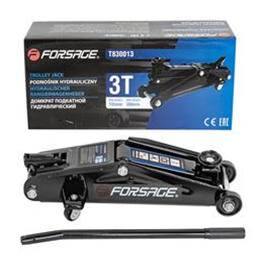 FORSAGE.
T830013
TROLLEY JACK
PODNOŚNIK HYDRAULICZNY
HYDRAULISCHER
RANGIERWAGENHEBER
ДОМКРАТ ПОДКАТНОЙ
ГИДРАВЛИЧЕСКИЙ
3T
CE EAC
FORSAGE